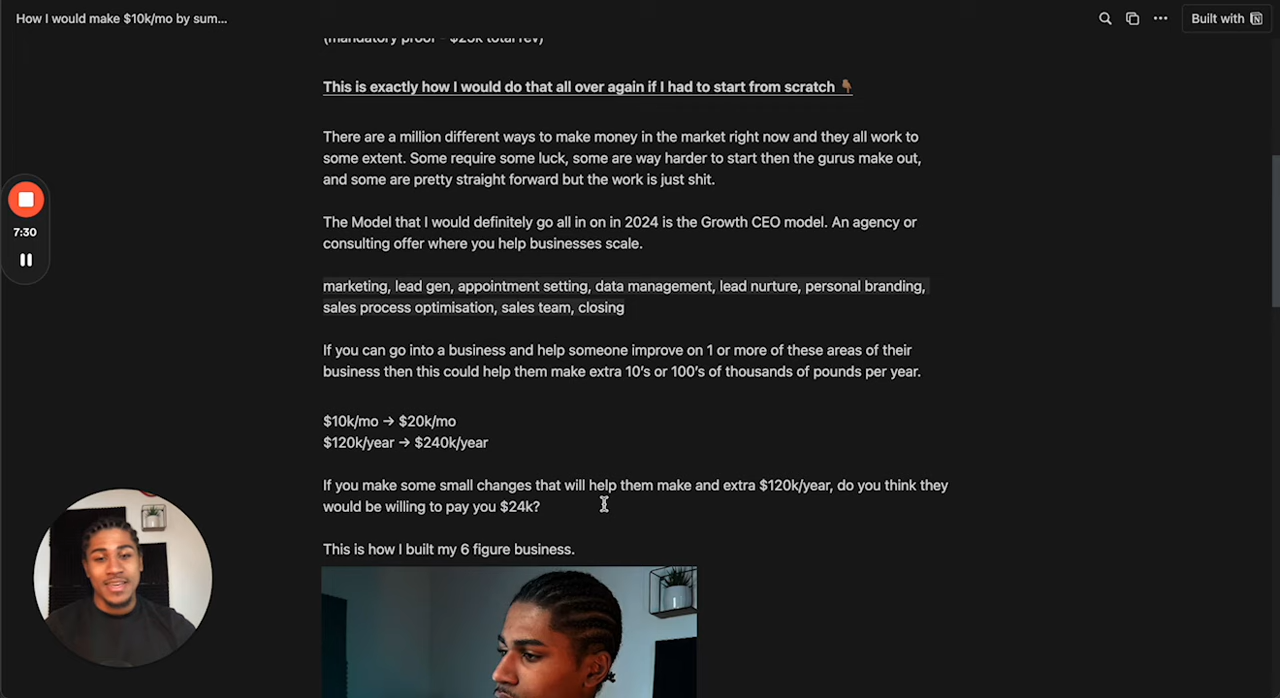 How I would make $10k/mo by sum...
Built with
(mandatory proof - $25k total rev)
This is exactly how I would do that all over again if I had to start from scratch 👇🏾
There are a million different ways to make money in the market right now and they all work to
some extent. Some require some luck, some are way harder to start then the gurus make out,
and some are pretty straight forward but the work is just shit.
The Model that I would definitely go all in on in 2024 is the Growth CEO model. An agency or
consulting offer where you help businesses scale.
marketing, lead gen, appointment setting, data management, lead nurture, personal branding,
sales process optimisation, sales team, closing
If you can go into a business and help someone improve on 1 or more of these areas of their
business then this could help them make extra 10's or 100's of thousands of pounds per year.
$10k/mo → $20k/mo
$120k/year → $240k/year
If you make some small changes that will help them make and extra $120k/year, do you think they
would be willing to pay you $24k?
This is how I built my 6 figure business.
7:30